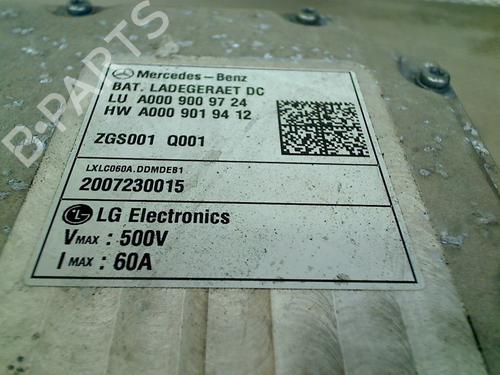 B-PARTS
Mercedes-Benz
BAT. LADEGERAET DC
LU A000 900 97 24
HW A000 901 94 12
ZGS001 Q001
LXLC060A.DDMDEB1
2007230015
LG Electronics
VMAX : 500V
I MAX : 60A